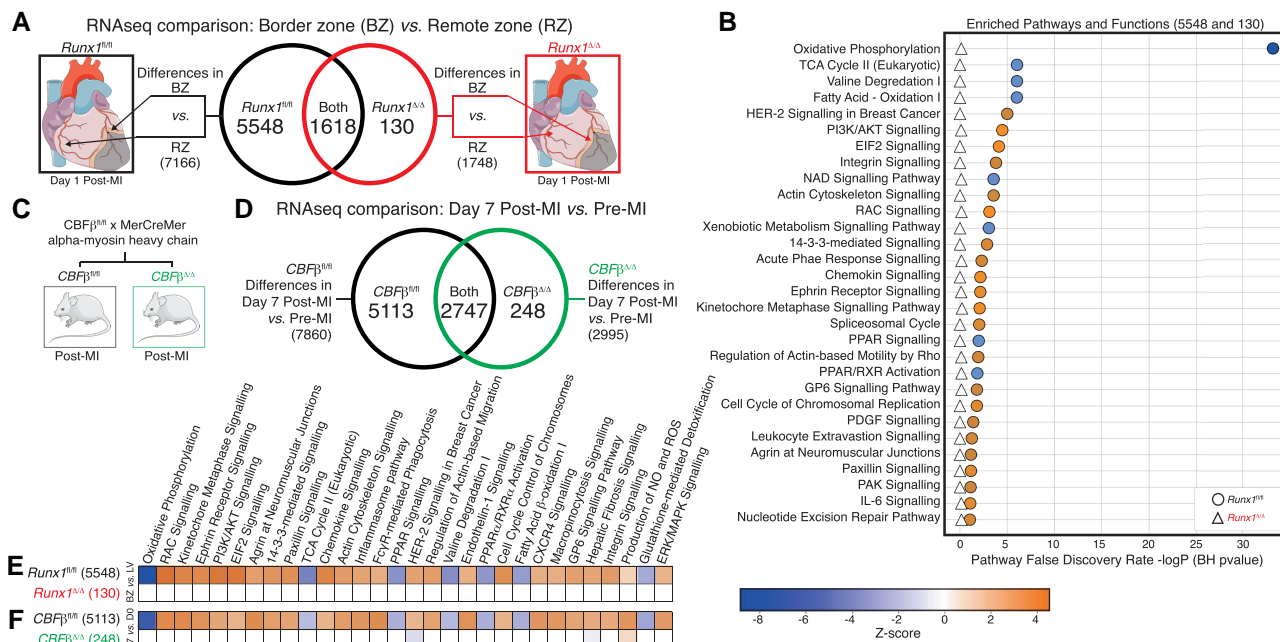 A
RNAseq comparison: Border zone (BZ) vs. Remote zone (RZ)
Runx1fl/fl
Day 1 Post-MI
Differences in
BZ
vs.
RZ
(7166)
Runx1fl/fl
5548
Both
1618
Runx1Δ/Δ
130
Differences in
BZ
vs.
RZ
(1748)
Runx1Δ/Δ
Day 1 Post-MI
B
Enriched Pathways and Functions (5548 and 130)
Oxidative Phosphorylation
TCA Cycle II (Eukaryotic)
Valine Degredation I
Fatty Acid - Oxidation I
HER-2 Signalling in Breast Cancer
PI3K/AKT Signalling
EIF2 Signalling
Integrin Signalling
NAD Signalling Pathway
Actin Cytoskeleton Signalling
RAC Signalling
Xenobiotic Metabolism Signalling Pathway
14-3-3-mediated Signalling
Acute Phae Response Signalling
Chemokin Signalling
Ephrin Receptor Signalling
Kinetochore Metaphase Signalling Pathway
Spliceosomal Cycle
PPAR Signalling
Regulation of Actin-based Motility by Rho
PPAR/RXR Activation
GP6 Signalling Pathway
Cell Cycle of Chromosomal Replication
PDGF Signalling
Leukocyte Extravastion Signalling
Agrin at Neuromuscular Junctions
Paxillin Signalling
PAK Signalling
IL-6 Signalling
Nucleotide Excision Repair Pathway
Runx1fl/fl
Runx1Δ/Δ
0 5 10 15 20 25 30
Pathway False Discovery Rate -logP (BH pvalue)
C
CBFβfl/fl x MerCreMer
alpha-myosin heavy chain
CBFβfl/fl
CBFβΔ/Δ
Post-MI
Post-MI
D
RNAseq comparison: Day 7 Post-MI vs. Pre-MI
CBFβfl/fl
Differences in
Day 7 Post-MI
vs. Pre-MI
(7860)
CBFβfl/fl
5113
Both
2747
CBFβΔ/Δ
248
CBFβΔ/Δ
Differences in
Day 7 Post-MI
vs. Pre-MI
(2995)
Oxidative Phosphorylation
RAC Signalling
Kinetochore Metaphase Signalling
Ephrin Receptor Signalling
PI3K/AKT Signalling
EIF2 Signalling
Agrin at Neuromuscular Junctions
14-3-3-mediated Signalling
Paxillin Signalling
TCA Cycle II (Eukaryotic)
Chemokine Signalling
Actin Cytoskeleton Signalling
Inflammasome pathway
FcγR-mediated Phagocytosis
PPAR Signalling
HER-2 Signalling in Breast Cancer
Regulation of Actin-based Migration
Valine Degradation I
Endothelin-1 Signalling
PPARα/RXRα Activation
Cell Cycle Control of Chromosomes
Fatty Acid β-oxidation I
CXCR4 Signalling
Macropinocytosis Signalling
GP6 Signalling Pathway
Hepatic Fibrosis Signalling
Integrin Signalling
Production of NO and ROS
Glutathione-mediated Detoxification
ERK/MAPK Signalling
E
Runx1fl/fl (5548)
Runx1Δ/Δ (130)
BZ vs. LV
F
CBFβfl/fl (5113)
CBFβΔ/Δ (248)
7 vs. D0
-8 -6 -4 -2 0 2 4
Z-score